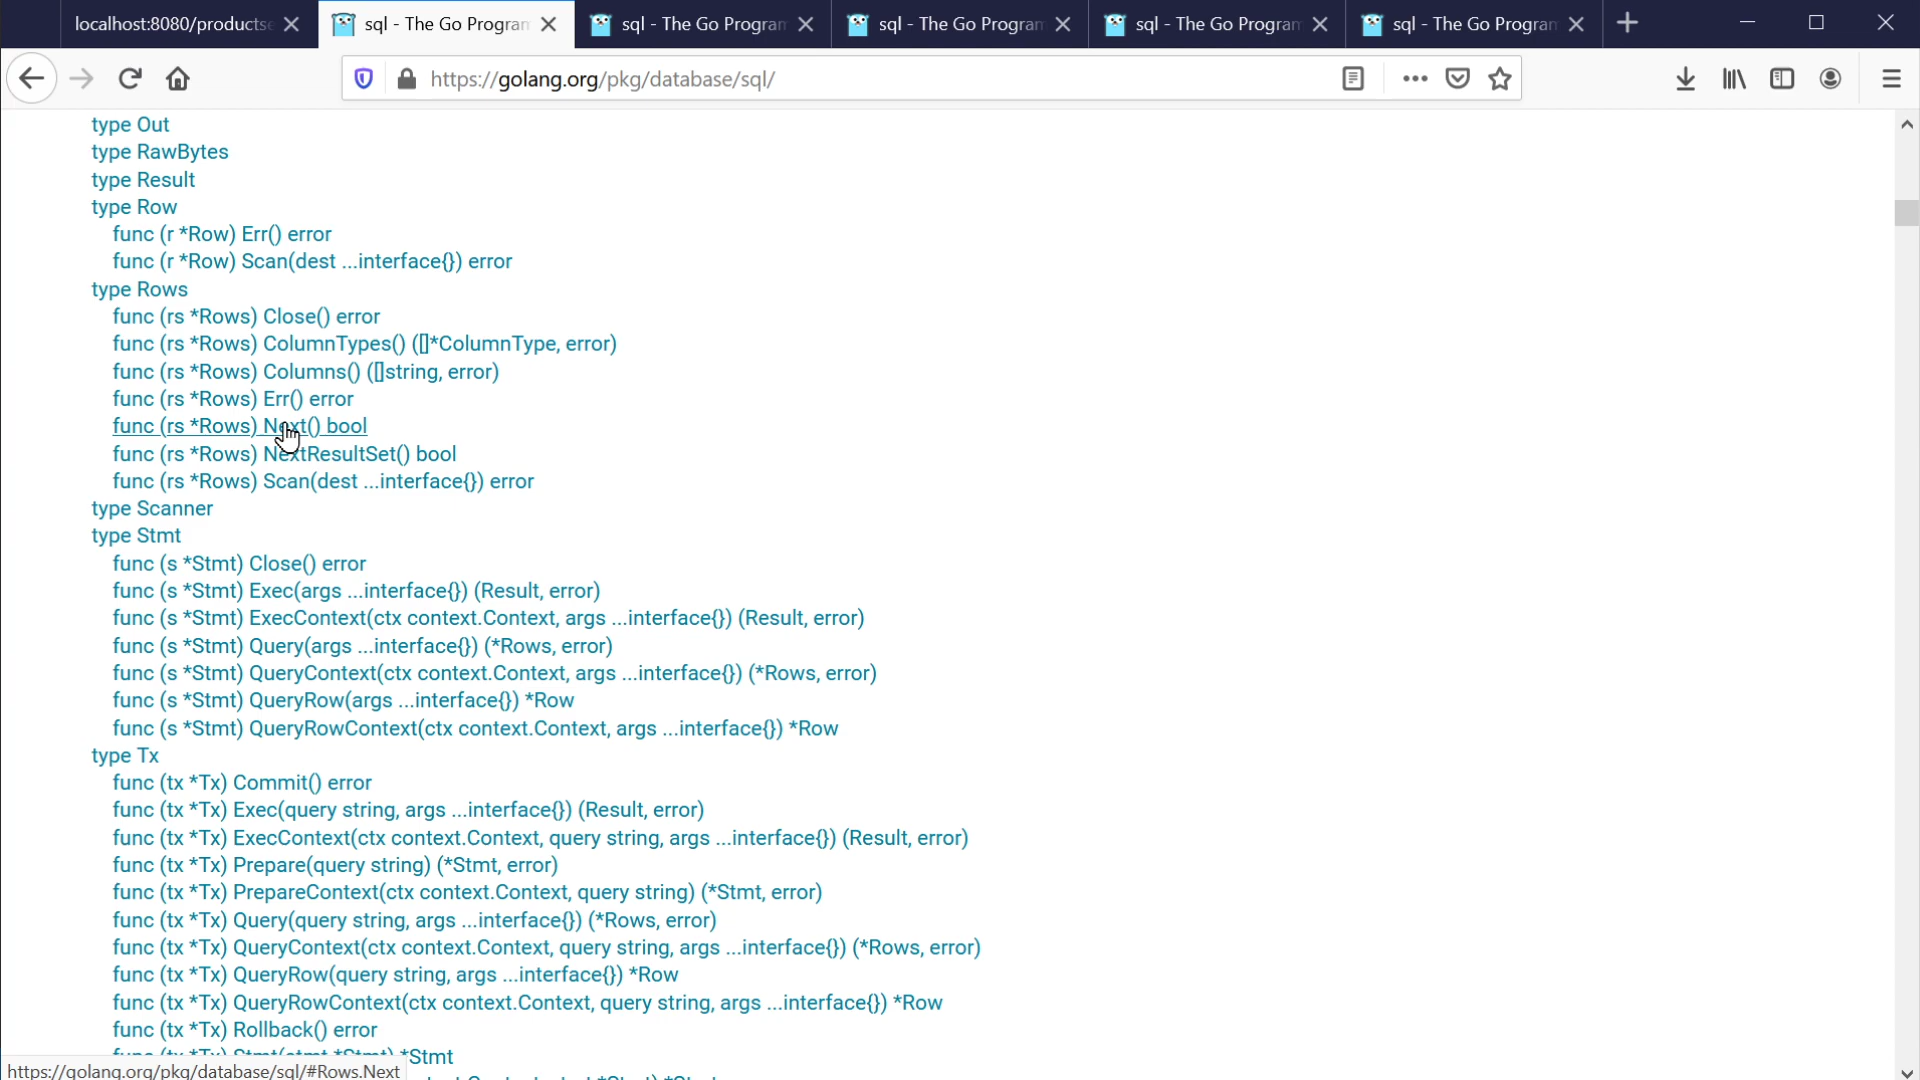 localhost:8080/products
sql - The Go Program
sql - The Go Program
sql - The Go Program
sql - The Go Program
sql - The Go Program
https://golang.org/pkg/database/sql/
type Out
type RawBytes
type Result
type Row
func (r *Row) Err() error
func (r *Row) Scan(dest ...interface{}) error
type Rows
func (rs *Rows) Close() error
func (rs *Rows) ColumnTypes() ([]*ColumnType, error)
func (rs *Rows) Columns() ([]string, error)
func (rs *Rows) Err() error
func (rs *Rows) Next() bool
func (rs *Rows) NextResultSet() bool
func (rs *Rows) Scan(dest ...interface{}) error
type Scanner
type Stmt
func (s *Stmt) Close() error
func (s *Stmt) Exec(args ...interface{}) (Result, error)
func (s *Stmt) ExecContext(ctx context.Context, args ...interface{}) (Result, error)
func (s *Stmt) Query(args ...interface{}) (*Rows, error)
func (s *Stmt) QueryContext(ctx context.Context, args ...interface{}) (*Rows, error)
func (s *Stmt) QueryRow(args ...interface{}) *Row
func (s *Stmt) QueryRowContext(ctx context.Context, args ...interface{}) *Row
type Tx
func (tx *Tx) Commit() error
func (tx *Tx) Exec(query string, args ...interface{}) (Result, error)
func (tx *Tx) ExecContext(ctx context.Context, query string, args ...interface{}) (Result, error)
func (tx *Tx) Prepare(query string) (*Stmt, error)
func (tx *Tx) PrepareContext(ctx context.Context, query string) (*Stmt, error)
func (tx *Tx) Query(query string, args ...interface{}) (*Rows, error)
func (tx *Tx) QueryContext(ctx context.Context, query string, args ...interface{}) (*Rows, error)
func (tx *Tx) QueryRow(query string, args ...interface{}) *Row
func (tx *Tx) QueryRowContext(ctx context.Context, query string, args ...interface{}) *Row
func (tx *Tx) Rollback() error
func (tx *Tx) Stmt(stmt *Stmt) *Stmt
https://golang.org/pkg/database/sql/#Rows.Next